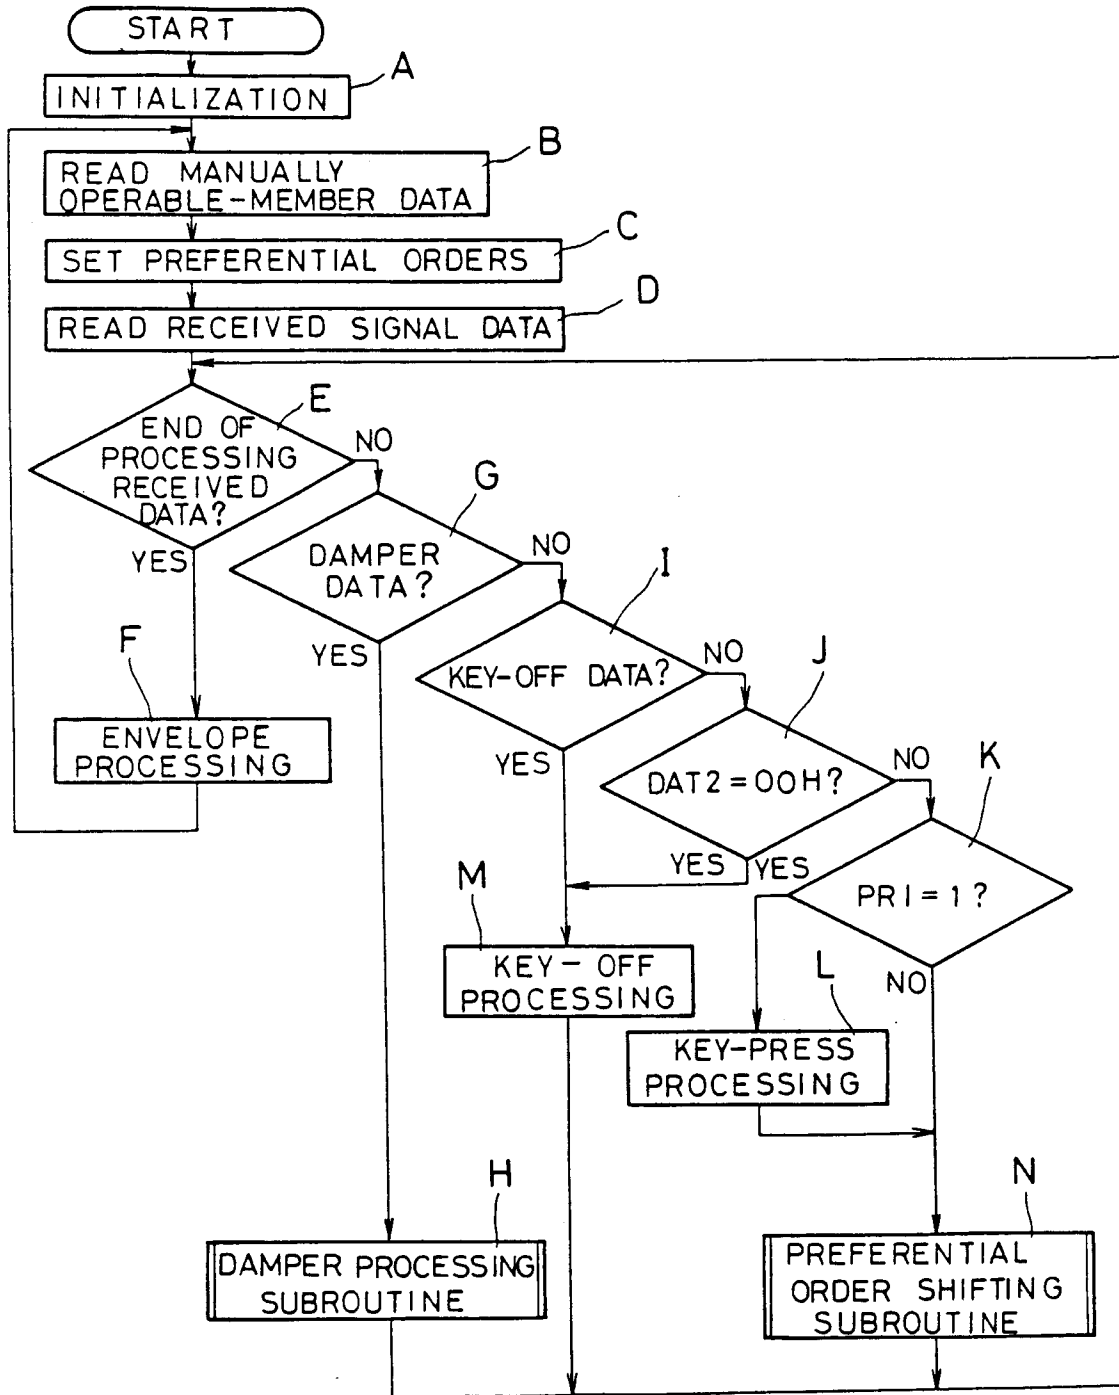 START
A
INITIALIZATION
B
READ MANUALLY
OPERABLE-MEMBER DATA
C
SET PREFERENTIAL ORDERS
D
READ RECEIVED SIGNAL DATA
E
END OF
PROCESSING
RECEIVED
DATA?
NO
YES
G
DAMPER
DATA?
NO
YES
I
KEY-OFF DATA?
NO
YES
J
DAT2=00H?
NO
YES
K
PRI=1?
YES
NO
F
ENVELOPE
PROCESSING
M
KEY-OFF
PROCESSING
L
KEY-PRESS
PROCESSING
H
DAMPER PROCESSING
SUBROUTINE
N
PREFERENTIAL
ORDER SHIFTING
SUBROUTINE